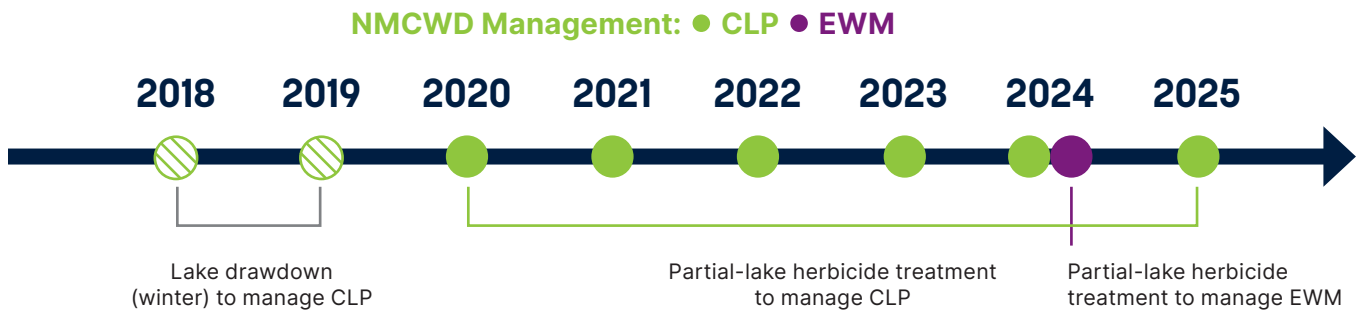 NMCWD Management: CLP EWM
2018 2019 2020 2021 2022 2023 2024 2025
Lake drawdown
(winter) to manage CLP
Partial-lake herbicide treatment
to manage CLP
Partial-lake herbicide
treatment to manage EWM